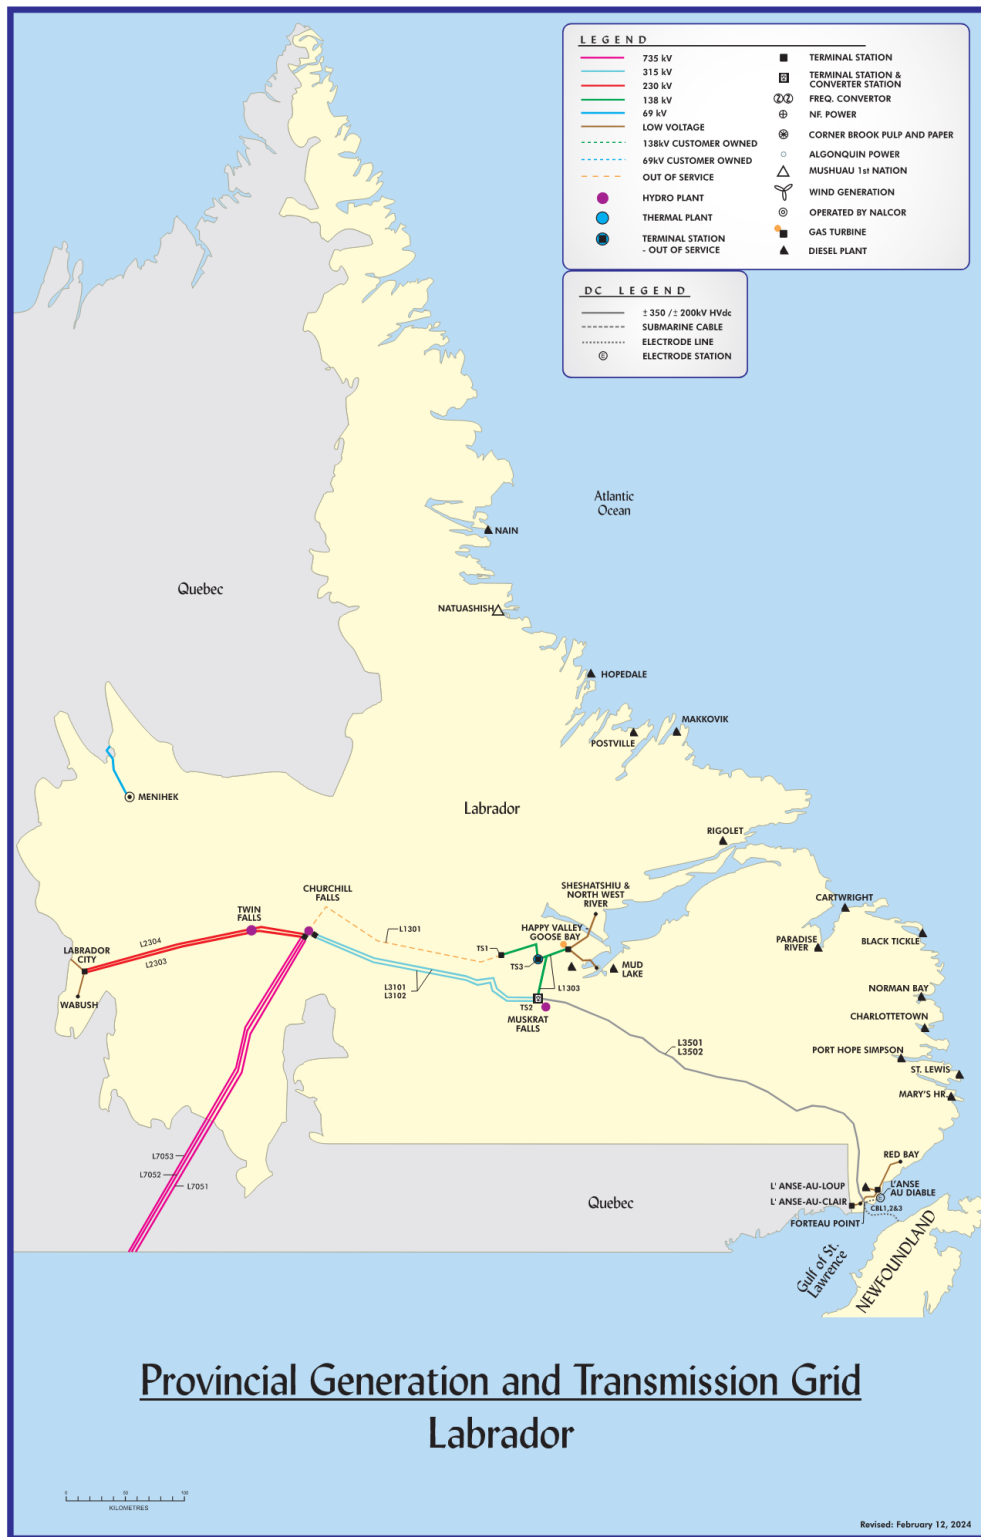 LEGEND
735 kV
315 kV
230 kV
138 kV
69 kV
LOW VOLTAGE
138kV CUSTOMER OWNED
69kV CUSTOMER OWNED
OUT OF SERVICE
HYDRO PLANT
THERMAL PLANT
TERMINAL STATION
- OUT OF SERVICE
TERMINAL STATION
TERMINAL STATION &
CONVERTER STATION
FREQ. CONVERTOR
NF. POWER
CORNER BROOK PULP AND PAPER
ALGONQUIN POWER
MUSHUAU 1st NATION
WIND GENERATION
OPERATED BY NALCOR
GAS TURBINE
DIESEL PLANT
DC LEGEND
± 350 /± 200kV HVdc
SUBMARINE CABLE
ELECTRODE LINE
E ELECTRODE STATION
Atlantic
Ocean
NAIN
Quebec
NATUASHISH
HOPEDALE
MAKKOVIK
POSTVILLE
MENIHEK
Labrador
RIGOLET
CHURCHILL
FALLS
SHESHATSHIU &
NORTH WEST
RIVER
CARTWRIGHT
TWIN
FALLS
L1301
HAPPY VALLEY -
GOOSE BAY
PARADISE
RIVER
BLACK TICKLE
L2304
L2303
LABRADOR
CITY
TS1
TS3
MUD
LAKE
WABUSH
L3101
L3102
L1303
TS2
MUSKRAT
FALLS
NORMAN BAY
CHARLOTTETOWN
L3501
L3502
PORT HOPE SIMPSON
ST. LEWIS
MARY'S HR.
L7053
L7052
L7051
RED BAY
L' ANSE-AU-LOUP
L'ANSE
AU DIABLE
E
L' ANSE-AU-CLAIR
CBL1,2&3
FORTEAU POINT
Quebec
Gulf of St.
Lawrence
NEWFOUNDLAND
Provincial Generation and Transmission Grid
Labrador
0 50 100
KILOMETRES
Revised: February 12, 2024